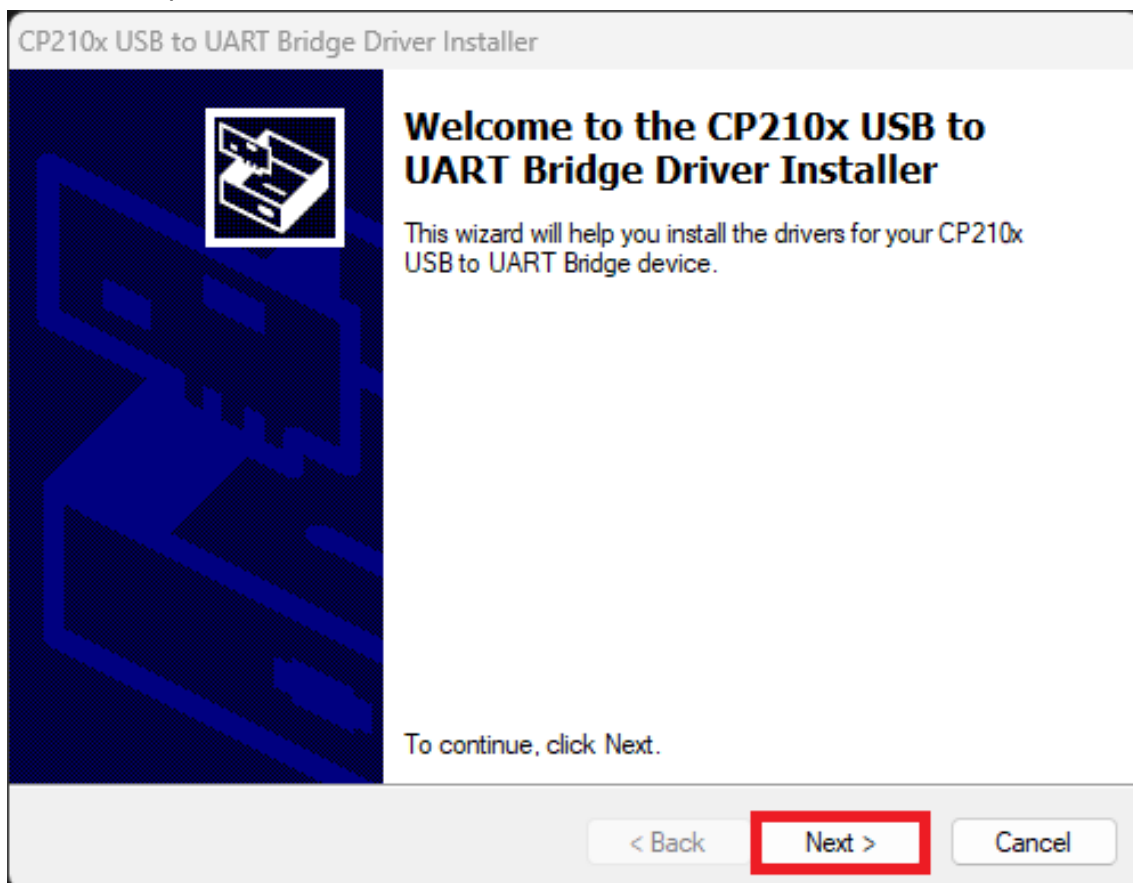 CP210x USB to UART Bridge Driver Installer
Welcome to the CP210x USB to
UART Bridge Driver Installer
This wizard will help you install the drivers for your CP210x
USB to UART Bridge device.
To continue, click Next.
< Back Next > Cancel